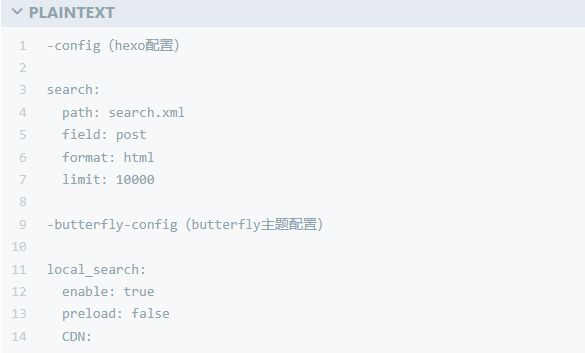 PLAINTEXT
1 -config（hexo配置）
2
3 search:
4   path: search.xml
5   field: post
6   format: html
7   limit: 10000
8
9 -butterfly-config（butterfly主题配置）
10
11 local_search:
12   enable: true
13   preload: false
14   CDN: